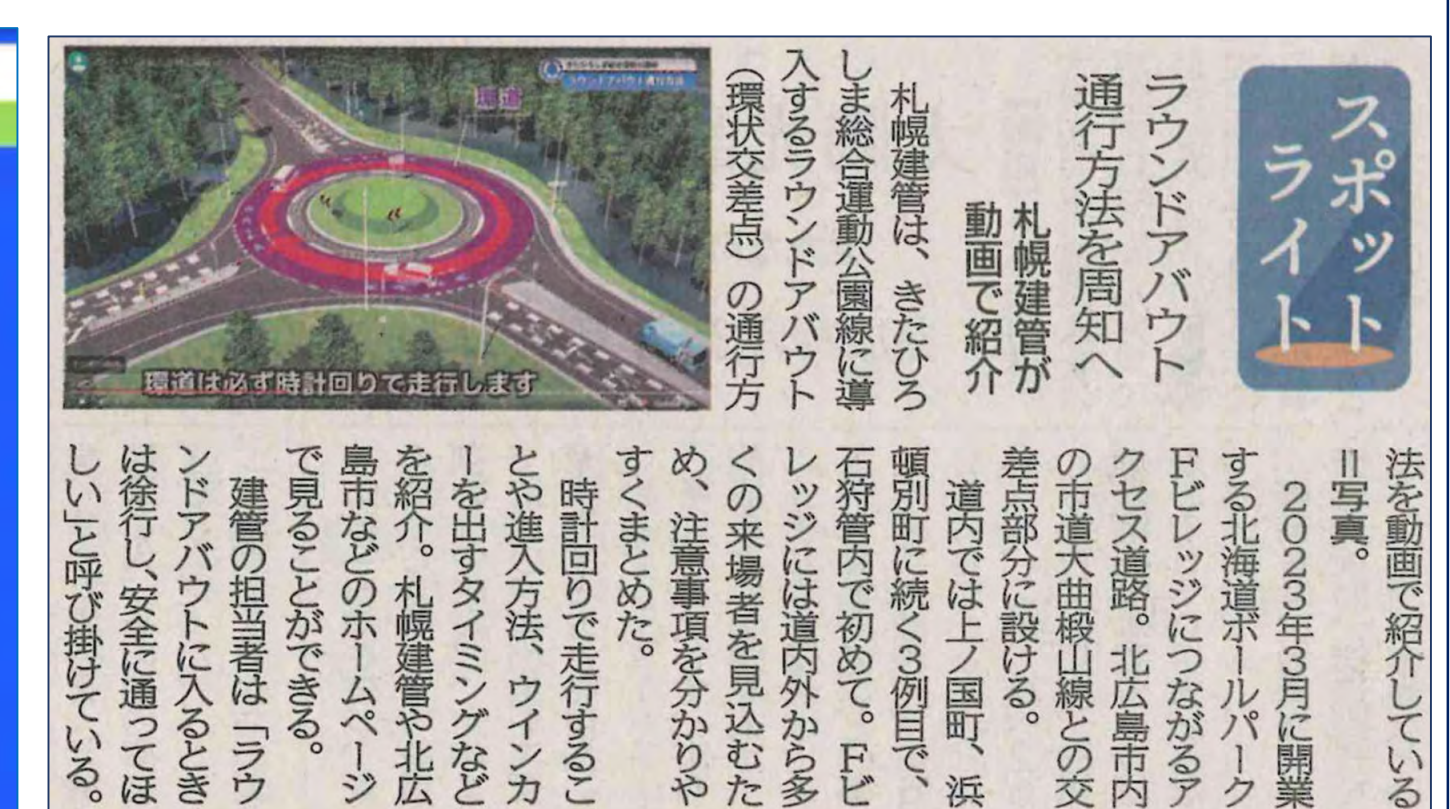 スポット
ライト
ラウンドアバウト
通行方法を周知へ
札幌建管が
動画で紹介
札幌建管は、きたひろ
しま総合運動公園線に導
入するラウンドアバウト
（環状交差点）の通行方
環道
ラウンドアバウト通行方法
環道は必ず時計回りで走行します
法を動画で紹介している
＝写真。
２０２３年３月に開業
する北海道ボールパーク
Ｆビレッジにつながるア
クセス道路。北広島市内
の市道大曲椴山線との交
差点部分に設ける。
道内では上ノ国町、浜
頓別町に続く３例目で、
石狩管内で初めて。Ｆビ
レッジには道内外から多
くの来場者を見込むた
め、注意事項を分かりや
すくまとめた。
時計回りで走行するこ
とや進入方法、ウインカ
ーを出すタイミングなど
を紹介。札幌建管や北広
島市などのホームページ
で見ることができる。
建管の担当者は「ラウ
ンドアバウトに入るとき
は徐行し、安全に通ってほ
しい」と呼び掛けている。